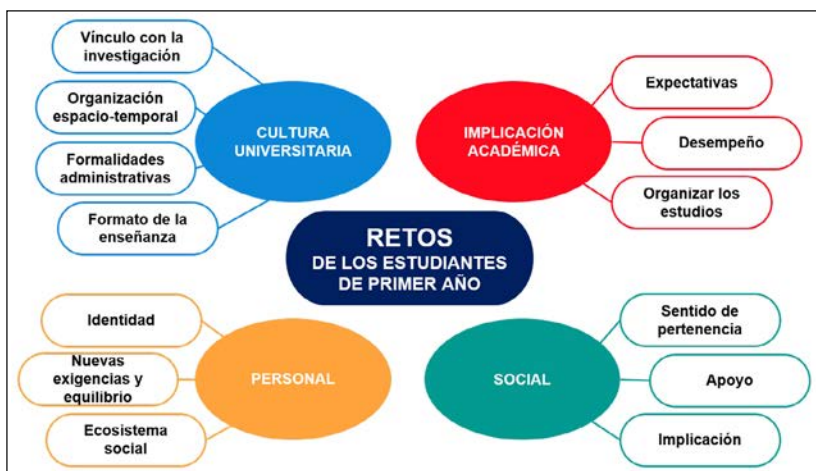 Vínculo con la
investigación
Organización
espacio-temporal
Formalidades
administrativas
Formato de la
enseñanza
CULTURA
UNIVERSITARIA
IMPLICACIÓN
ACADÉMICA
Expectativas
Desempeño
Organizar los
estudios
RETOS
DE LOS ESTUDIANTES
DE PRIMER AÑO
Identidad
Nuevas
exigencias y
equilibrio
Ecosistema
social
PERSONAL
SOCIAL
Sentido de
pertenencia
Apoyo
Implicación